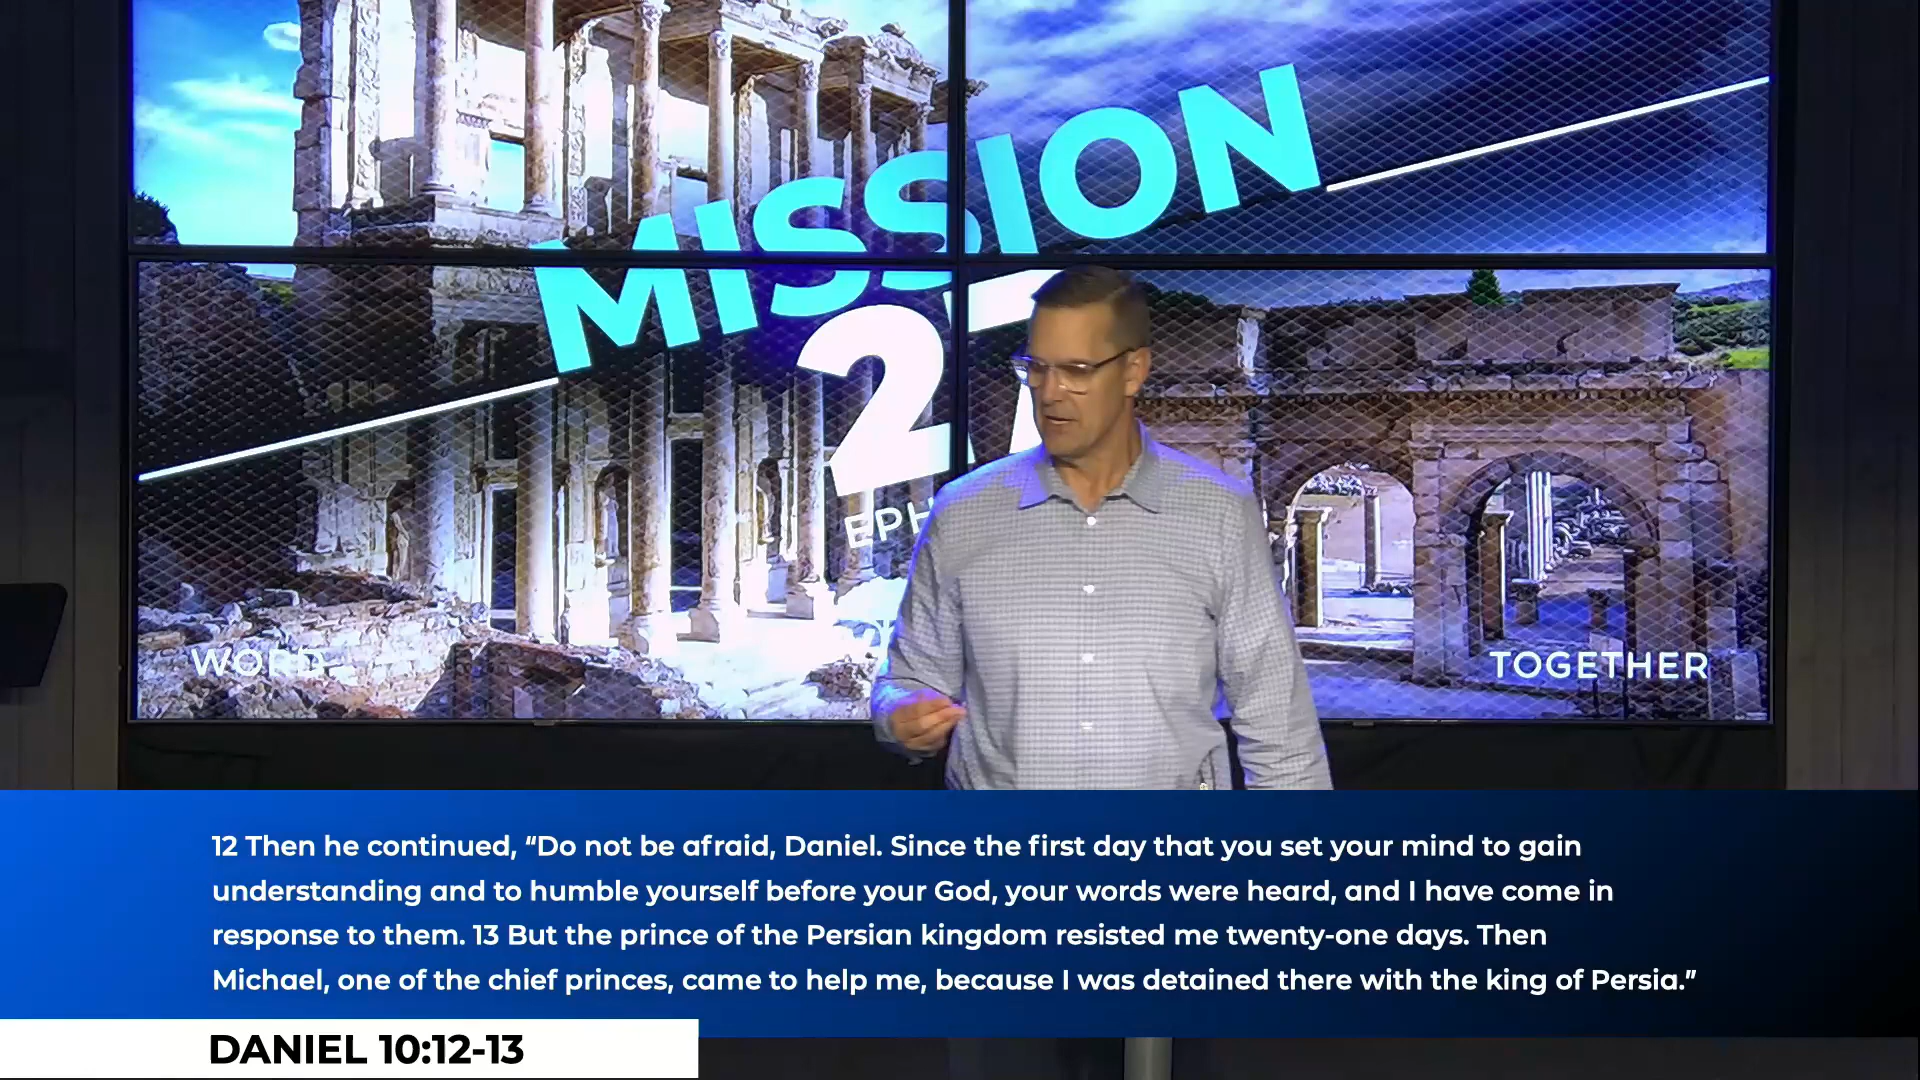 MISSION
27
EPH
WORD
TOGETHER
12 Then he continued, "Do not be afraid, Daniel. Since the first day that you set your mind to gain
understanding and to humble yourself before your God, your words were heard, and I have come in
response to them. 13 But the prince of the Persian kingdom resisted me twenty-one days. Then
Michael, one of the chief princes, came to help me, because I was detained there with the king of Persia."
DANIEL 10:12-13